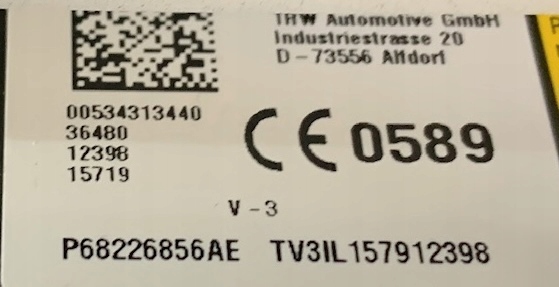 TRW Automotive GmbH
Industriestrasse 20
D-73556 Alfdorf
00534313440
36480
12398
15719
CE 0589
V-3
P68226856AE TV3IL157912398